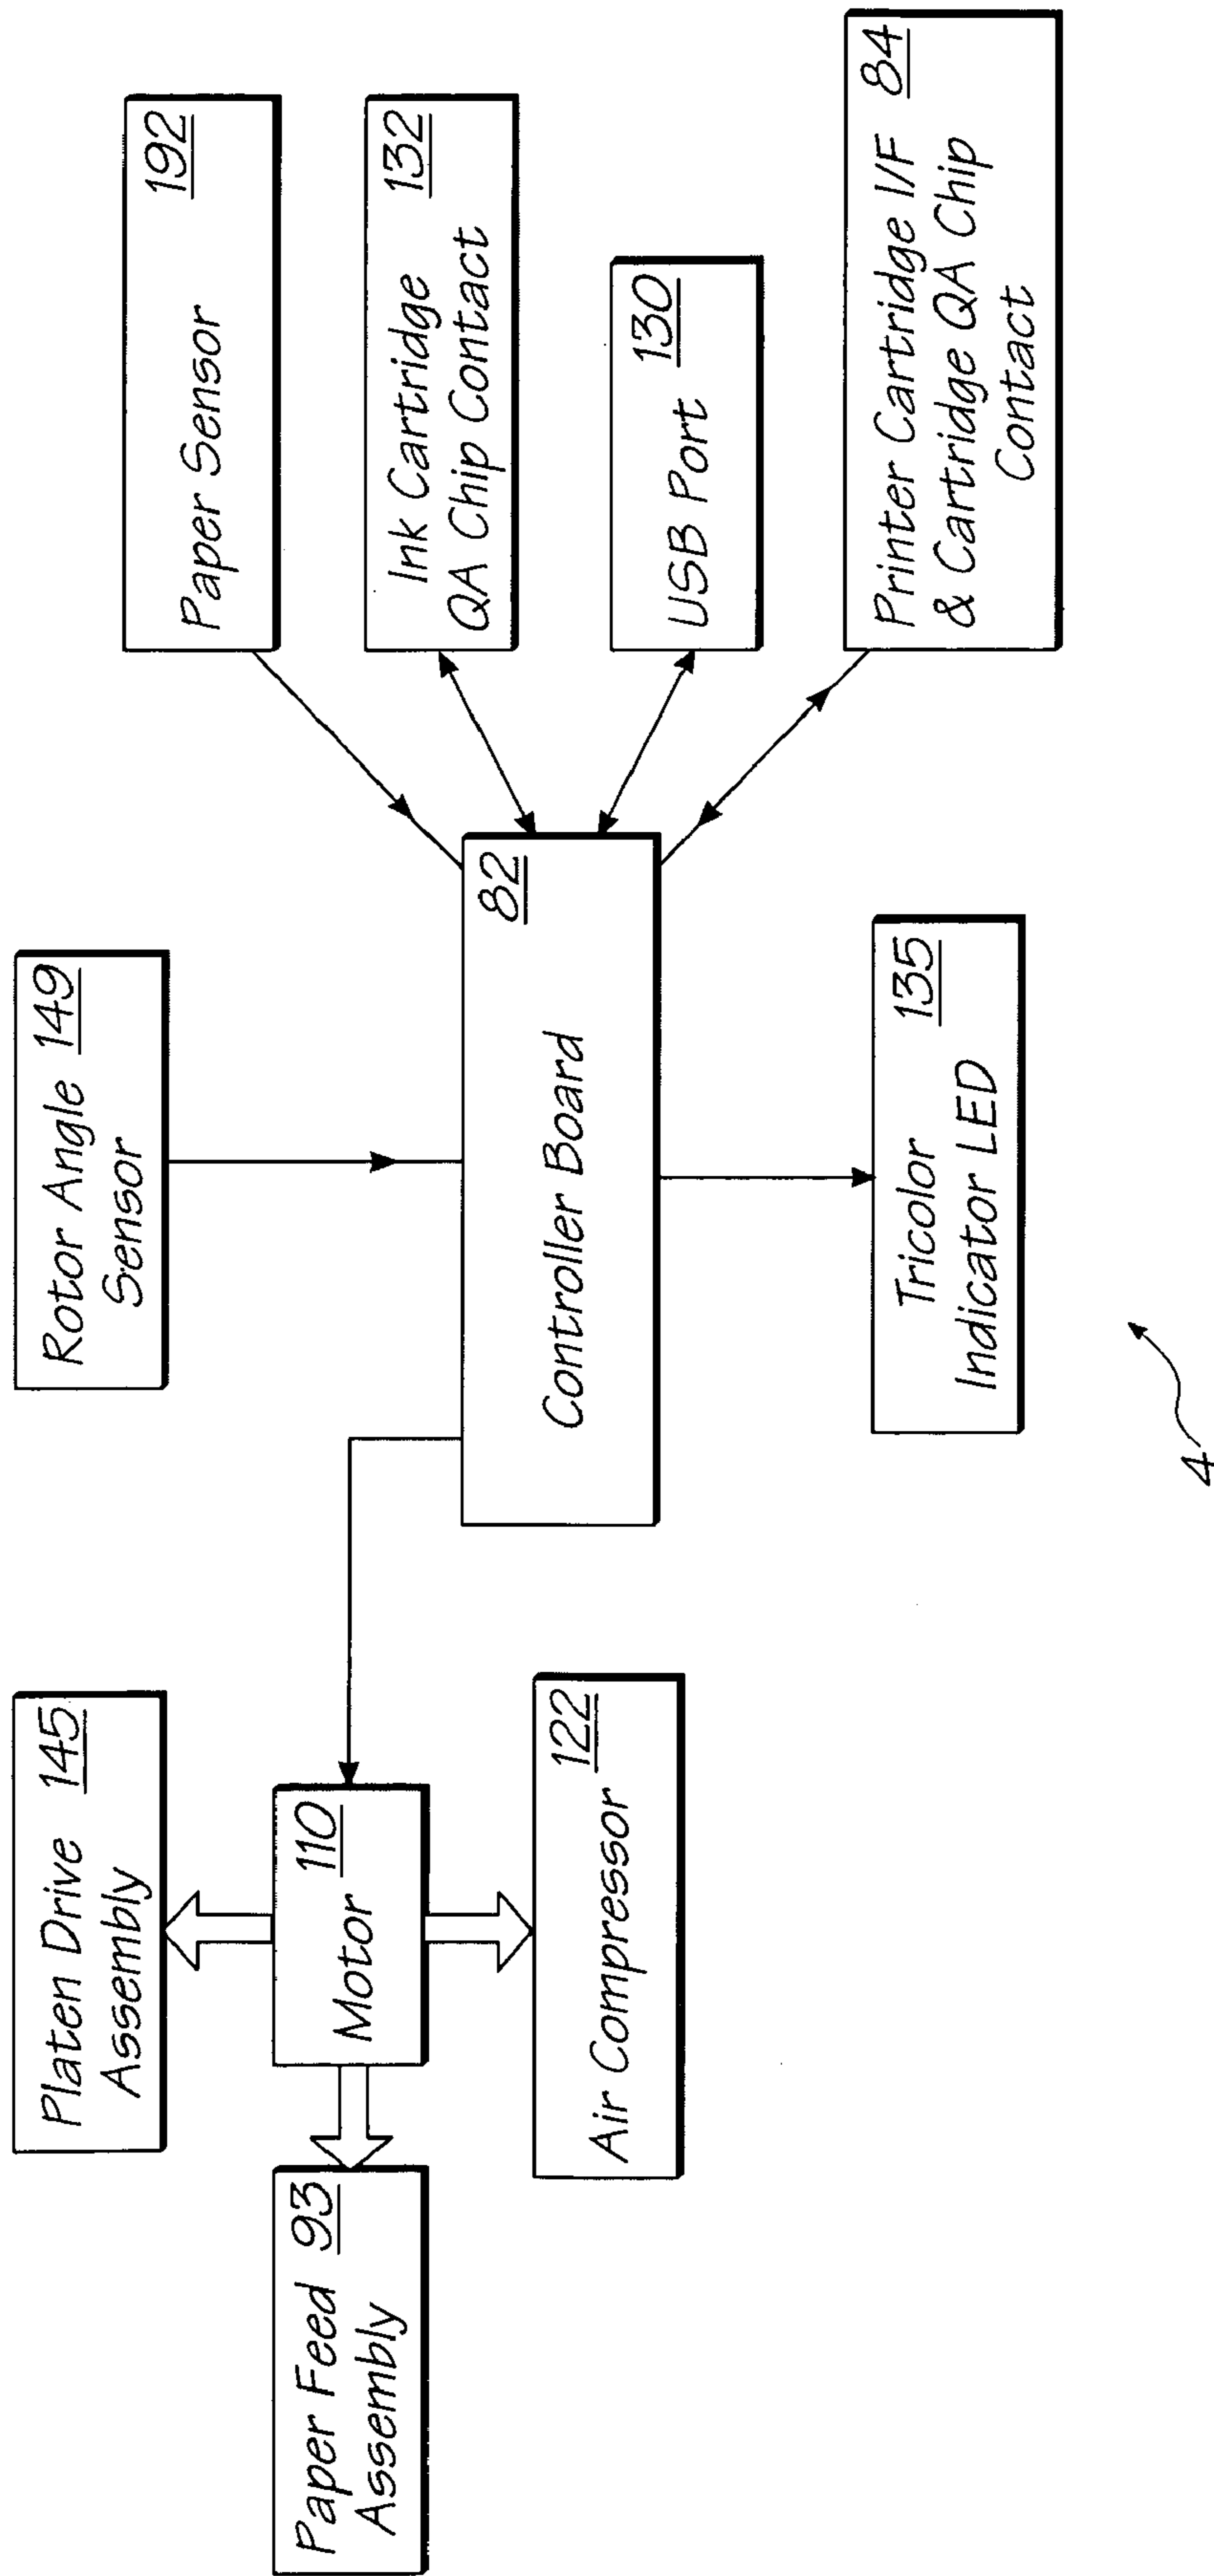 Platen Drive 145
Assembly
Rotor Angle 149
Sensor
192
Paper Sensor
Paper Feed 93
Assembly
110
Motor
Ink Cartridge 132
QA Chip Contact
82
Controller Board
122
Air Compressor
130
USB Port
Tricolor 135
Indicator LED
Printer Cartridge I/F 84
& Cartridge QA Chip
Contact
4